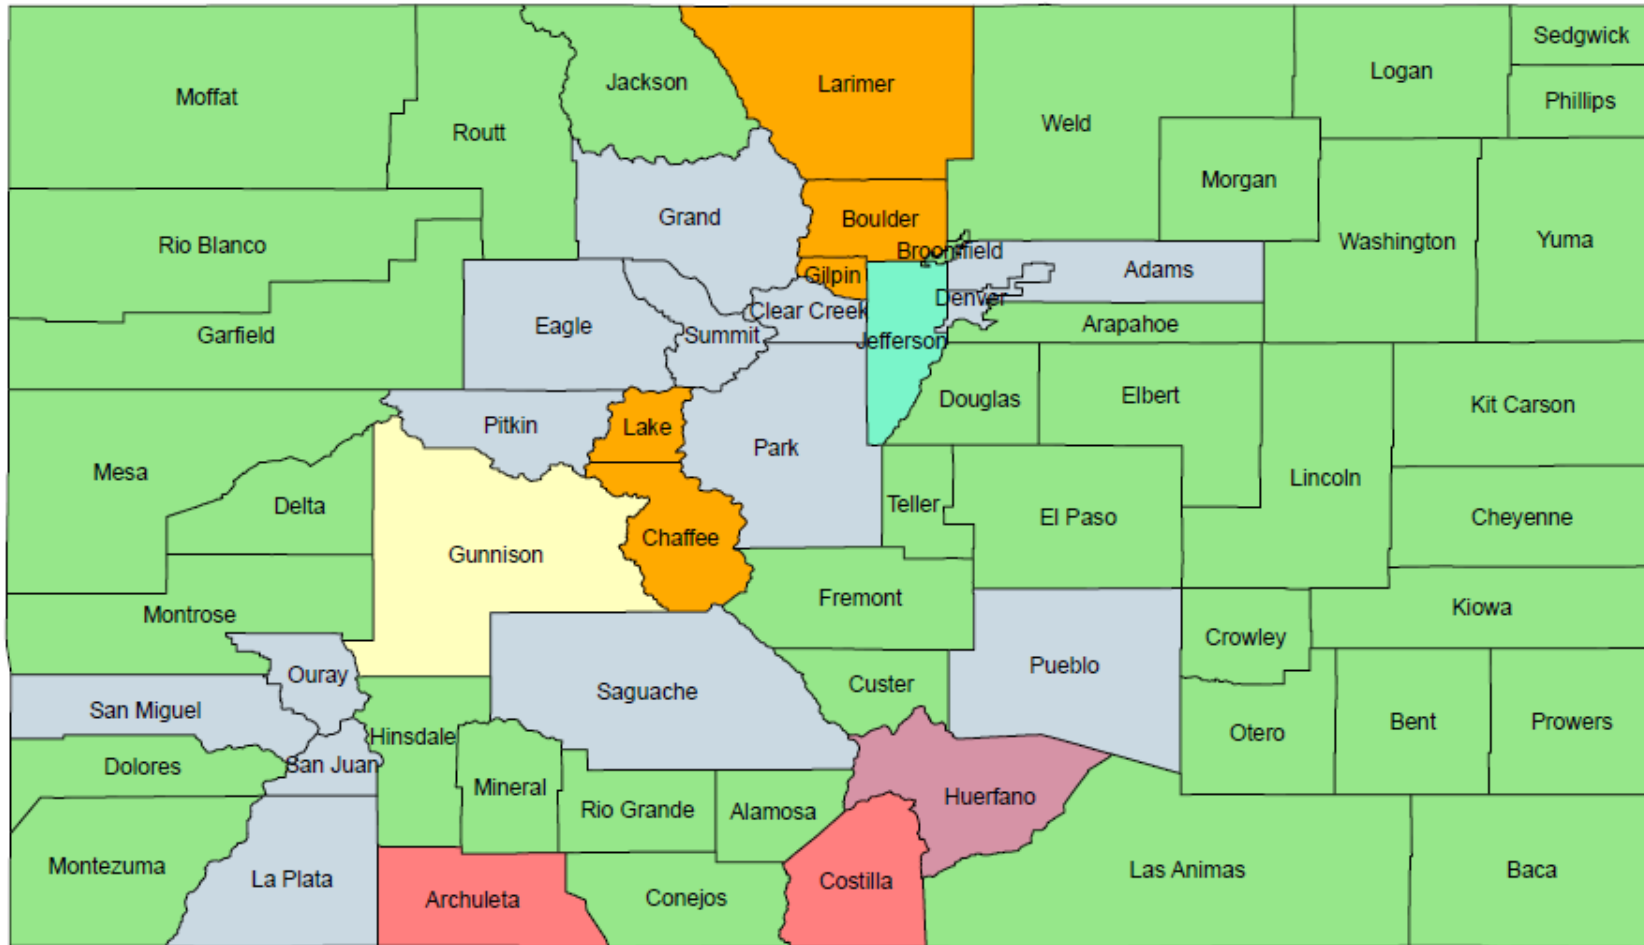 Sedgwick
Logan
Jackson
Larimer
Moffat
Phillips
Weld
Routt
Morgan
Grand
Boulder
Rio Blanco
Washington
Yuma
Broomfield
Adams
Gilpin
Denver
Clear Creek
Eagle
Arapahoe
Garfield
Summit
Jefferson
Elbert
Douglas
Kit Carson
Pitkin
Lake
Park
Mesa
Lincoln
Delta
Teller
El Paso
Cheyenne
Chaffee
Gunnison
Fremont
Kiowa
Montrose
Crowley
Pueblo
Ouray
Custer
Saguache
San Miguel
Bent
Prowers
Otero
Hinsdale
San Juan
Dolores
Mineral
Huerfano
Rio Grande
Alamosa
Montezuma
Las Animas
Baca
La Plata
Costilla
Conejos
Archuleta